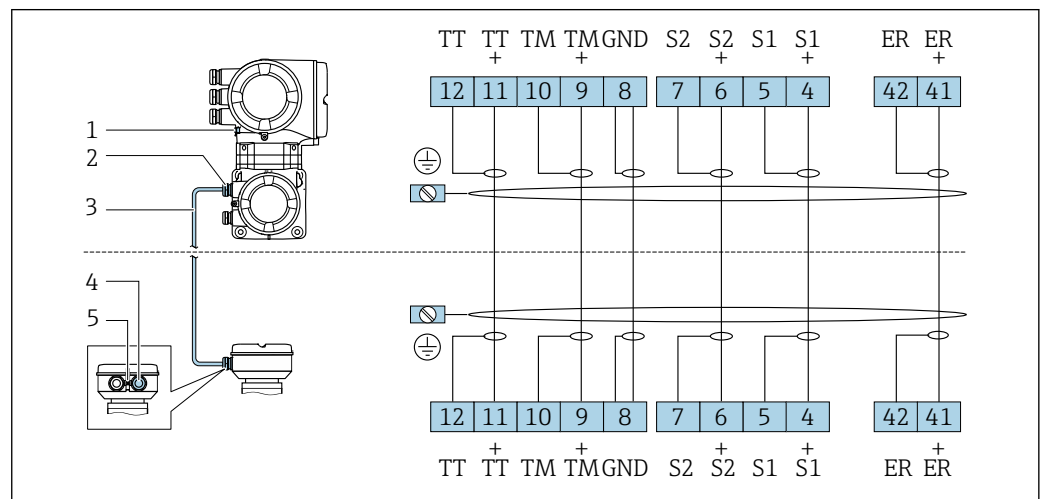 TT TT TM TM GND S2 S2 S1 S1 ER ER
+ + + + +
12 11 10 9 8 7 6 5 4 42 41
1
2
3
4
5
12 11 10 9 8 7 6 5 4 42 41
+ + + + +
TT TT TM TM GND S2 S2 S1 S1 ER ER